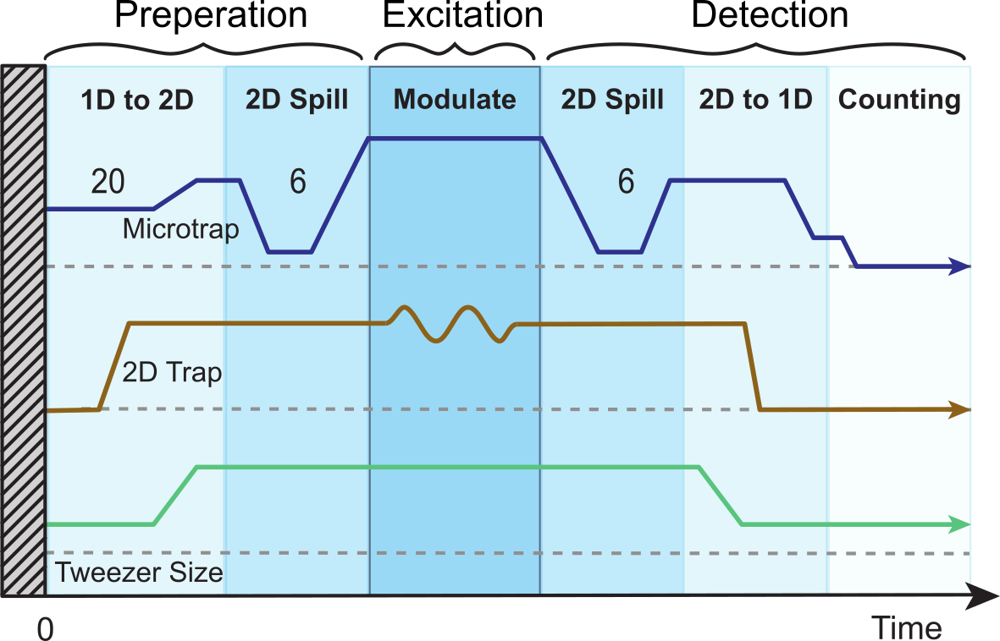 Preperation Excitation Detection
1D to 2D 2D Spill Modulate 2D Spill 2D to 1D Counting
20 6 6
Microtrap
2D Trap
Tweezer Size
0 Time